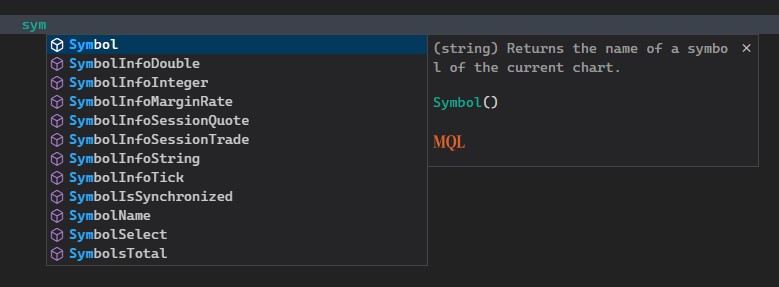 sym
Symbol
SymbolInfoDouble
SymbolInfoInteger
SymbolInfoMarginRate
SymbolInfoSessionQuote
SymbolInfoSessionTrade
SymbolInfoString
SymbolInfoTick
SymbolIsSynchronized
SymbolName
SymbolSelect
SymbolsTotal
(string) Returns the name of a symbo
l of the current chart.
Symbol()
MQL